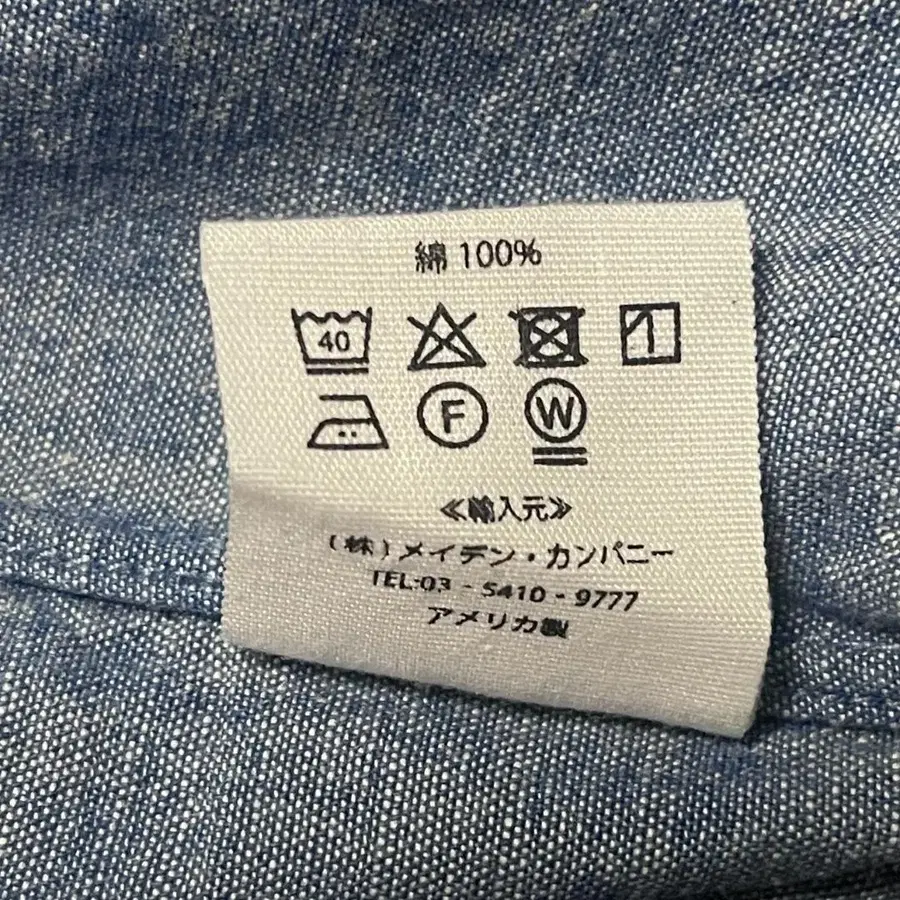 綿 100%
40
F
W
≪輸入元≫
(株)メイデン・カンパニー
TEL:03 - 5410 - 9777
アメリカ製